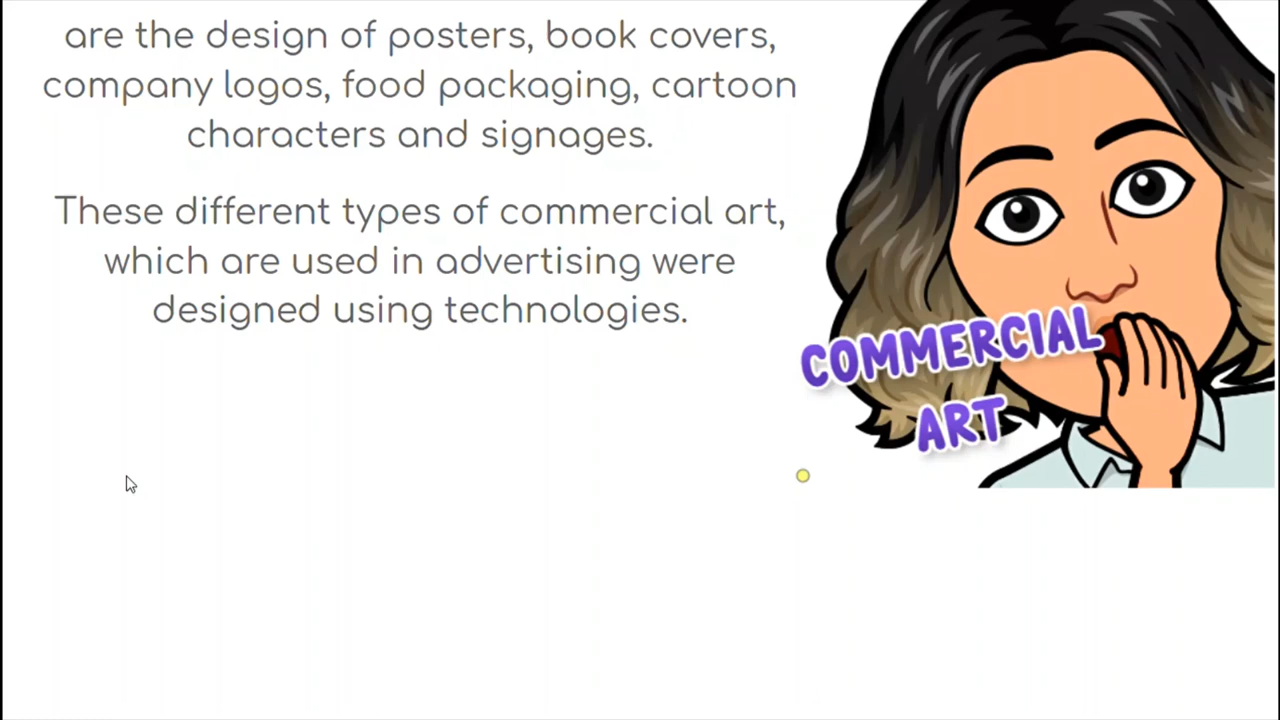 are the design of posters, book covers,
company logos, food packaging, cartoon
characters and signages.
These different types of commercial art,
which are used in advertising were
designed using technologies.
COMMERCIAL
ART